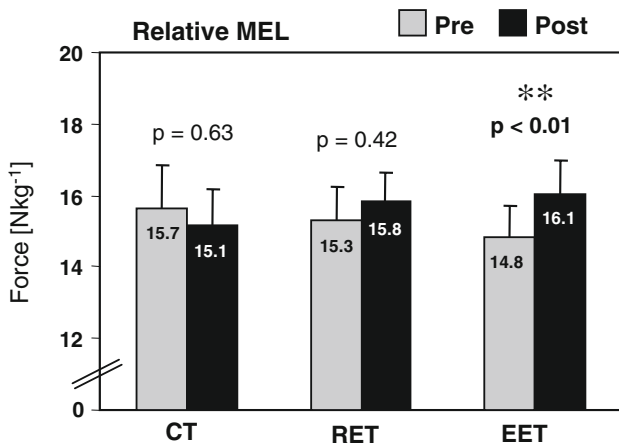 Relative MEL
Pre
Post
Force [Nkg⁻¹]
20
18
16
14
12
0
p = 0.63
p = 0.42
**
p < 0.01
15.7
15.1
15.3
15.8
14.8
16.1
CT
RET
EET